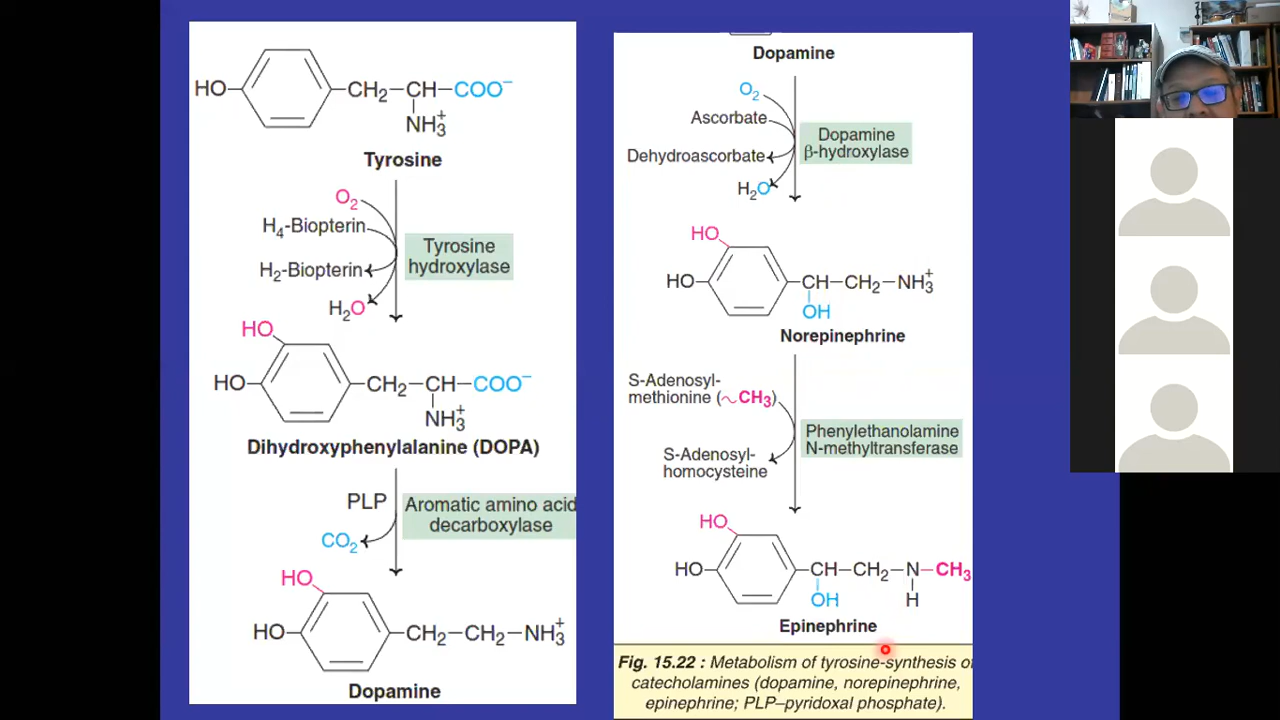 HO
CH2–CH–COO−
NH3+
Tyrosine
O2
H4-Biopterin
H2-Biopterin
H2O
Tyrosine
hydroxylase
HO
HO
CH2–CH–COO−
NH3+
Dihydroxyphenylalanine (DOPA)
PLP
CO2
Aromatic amino acid
decarboxylase
HO
HO
CH2–CH2–NH3+
Dopamine
Dopamine
O2
Ascorbate
Dehydroascorbate
H2O
Dopamine
β-hydroxylase
HO
HO
CH–CH2–NH3+
OH
Norepinephrine
S-Adenosyl-
methionine (~CH3)
S-Adenosyl-
homocysteine
Phenylethanolamine
N-methyltransferase
HO
HO
CH–CH2–N–CH3
OH
H
Epinephrine
Fig. 15.22 : Metabolism of tyrosine-synthesis of
catecholamines (dopamine, norepinephrine,
epinephrine; PLP–pyridoxal phosphate).